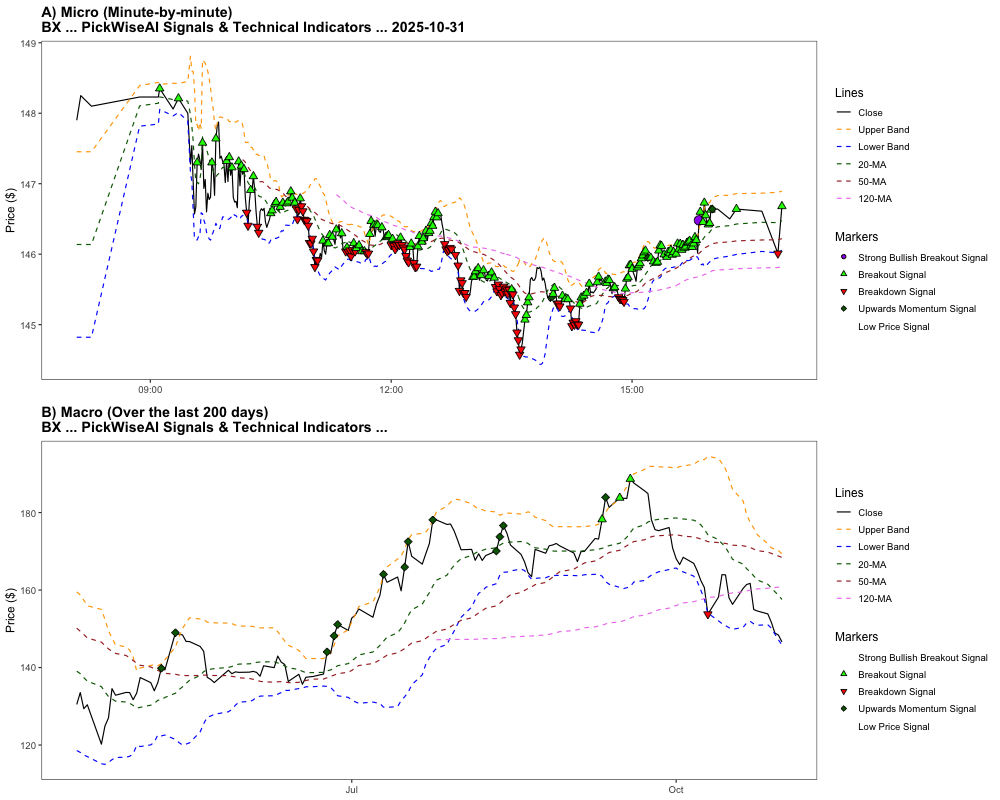 A) Micro (Minute-by-minute)
BX ... PickWiseAI Signals & Technical Indicators ... 2025-10-31
149
148
147
146
145
Price ($)
09:00
12:00
15:00
Lines
Close
Upper Band
Lower Band
20-MA
50-MA
120-MA
Markers
Strong Bullish Breakout Signal
Breakout Signal
Breakdown Signal
Upwards Momentum Signal
Low Price Signal
B) Macro (Over the last 200 days)
BX ... PickWiseAI Signals & Technical Indicators ...
180
160
140
120
Price ($)
Jul
Oct
Lines
Close
Upper Band
Lower Band
20-MA
50-MA
120-MA
Markers
Strong Bullish Breakout Signal
Breakout Signal
Breakdown Signal
Upwards Momentum Signal
Low Price Signal